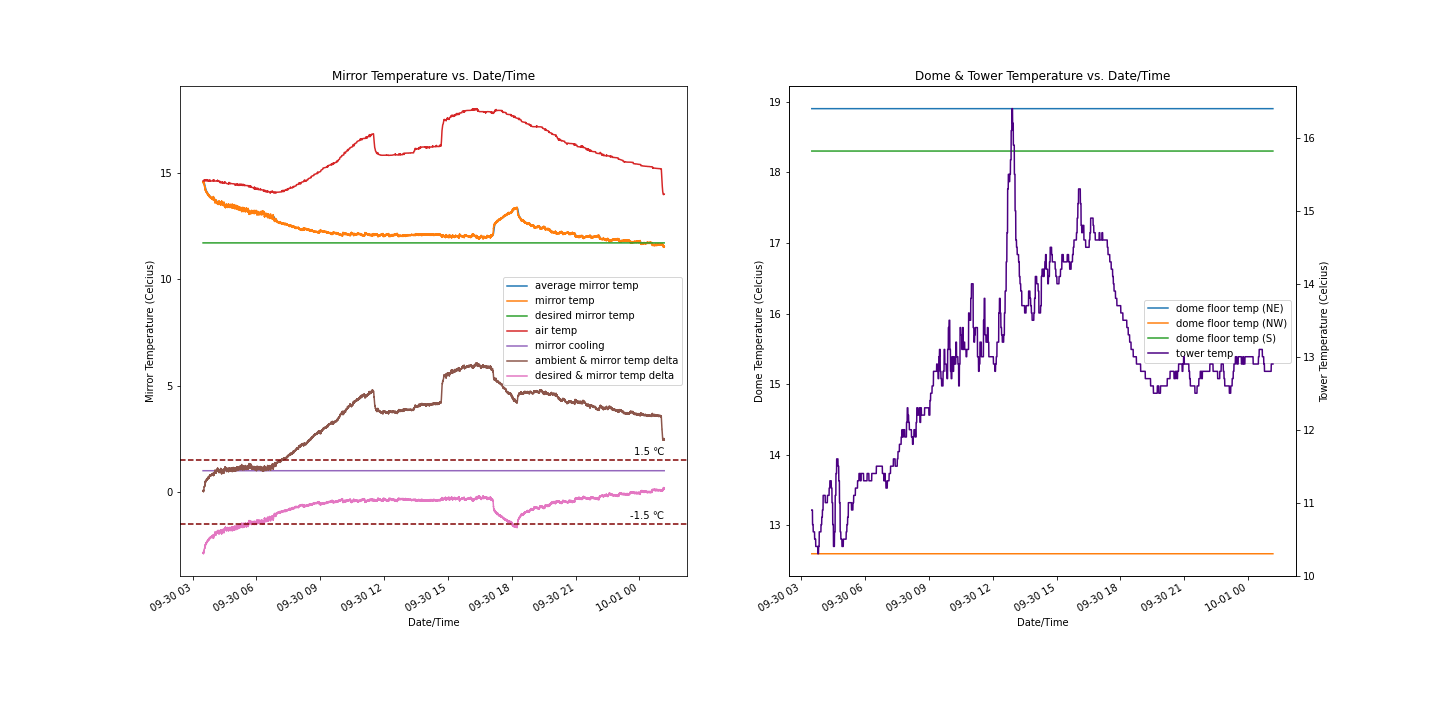 Mirror Temperature vs. Date/Time
Mirror Temperature (Celcius)
15
10
5
0
average mirror temp
mirror temp
desired mirror temp
air temp
mirror cooling
ambient & mirror temp delta
desired & mirror temp delta
1.5 ℃
-1.5 ℃
09-30 03
09-30 06
09-30 09
09-30 12
09-30 15
09-30 18
09-30 21
10-01 00
Date/Time
Dome & Tower Temperature vs. Date/Time
Dome Temperature (Celcius)
19
18
17
16
15
14
13
dome floor temp (NE)
dome floor temp (NW)
dome floor temp (S)
tower temp
16
15
14
13
12
11
10
Tower Temperature (Celcius)
09-30 03
09-30 06
09-30 09
09-30 12
09-30 15
09-30 18
09-30 21
10-01 00
Date/Time